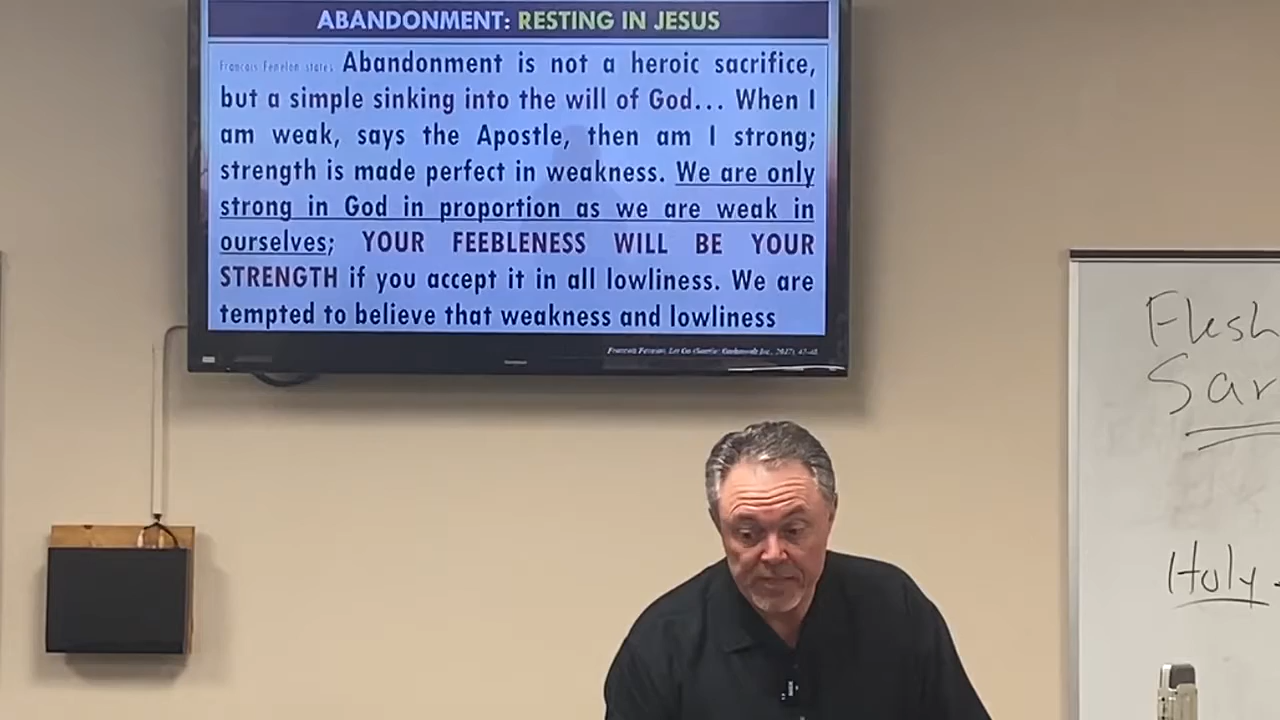 ABANDONMENT: RESTING IN JESUS
Francois Fenelon states Abandonment is not a heroic sacrifice,
but a simple sinking into the will of God... When I
am weak, says the Apostle, then am I strong;
strength is made perfect in weakness. We are only
strong in God in proportion as we are weak in
ourselves; YOUR FEEBLENESS WILL BE YOUR
STRENGTH if you accept it in all lowliness. We are
tempted to believe that weakness and lowliness
Flesh
Sar
Holy -